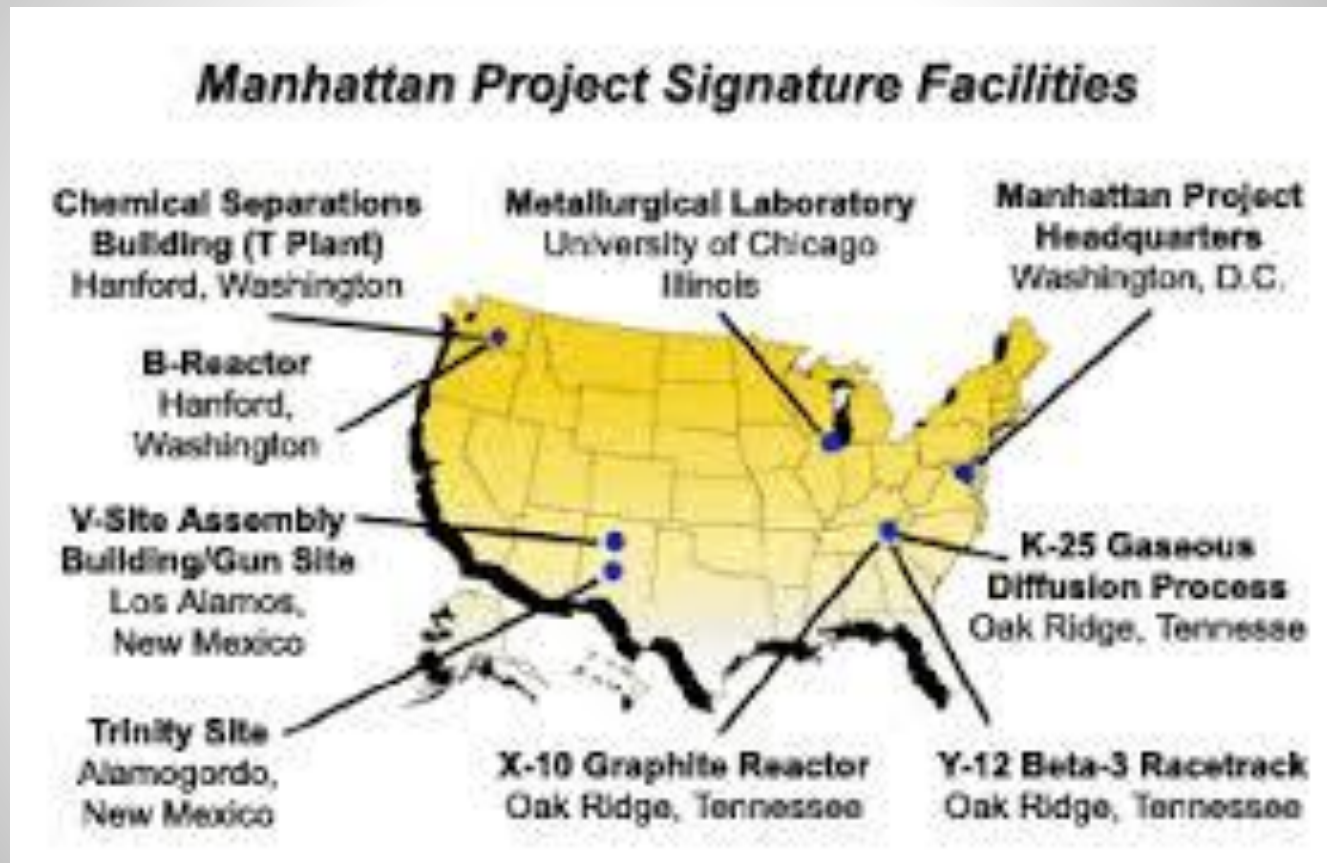 Manhattan Project Signature Facilities
Chemical Separations
Building (T Plant)
Hanford, Washington
Metallurgical Laboratory
University of Chicago
Illinois
Manhattan Project
Headquarters
Washington, D.C.
B-Reactor
Hanford,
Washington
V-Site Assembly
Building/Gun Site
Los Alamos,
New Mexico
K-25 Gaseous
Diffusion Process
Oak Ridge, Tennesse
Trinity Site
Alamogordo,
New Mexico
X-10 Graphite Reactor
Oak Ridge, Tennessee
Y-12 Beta-3 Racetrack
Oak Ridge, Tennessee